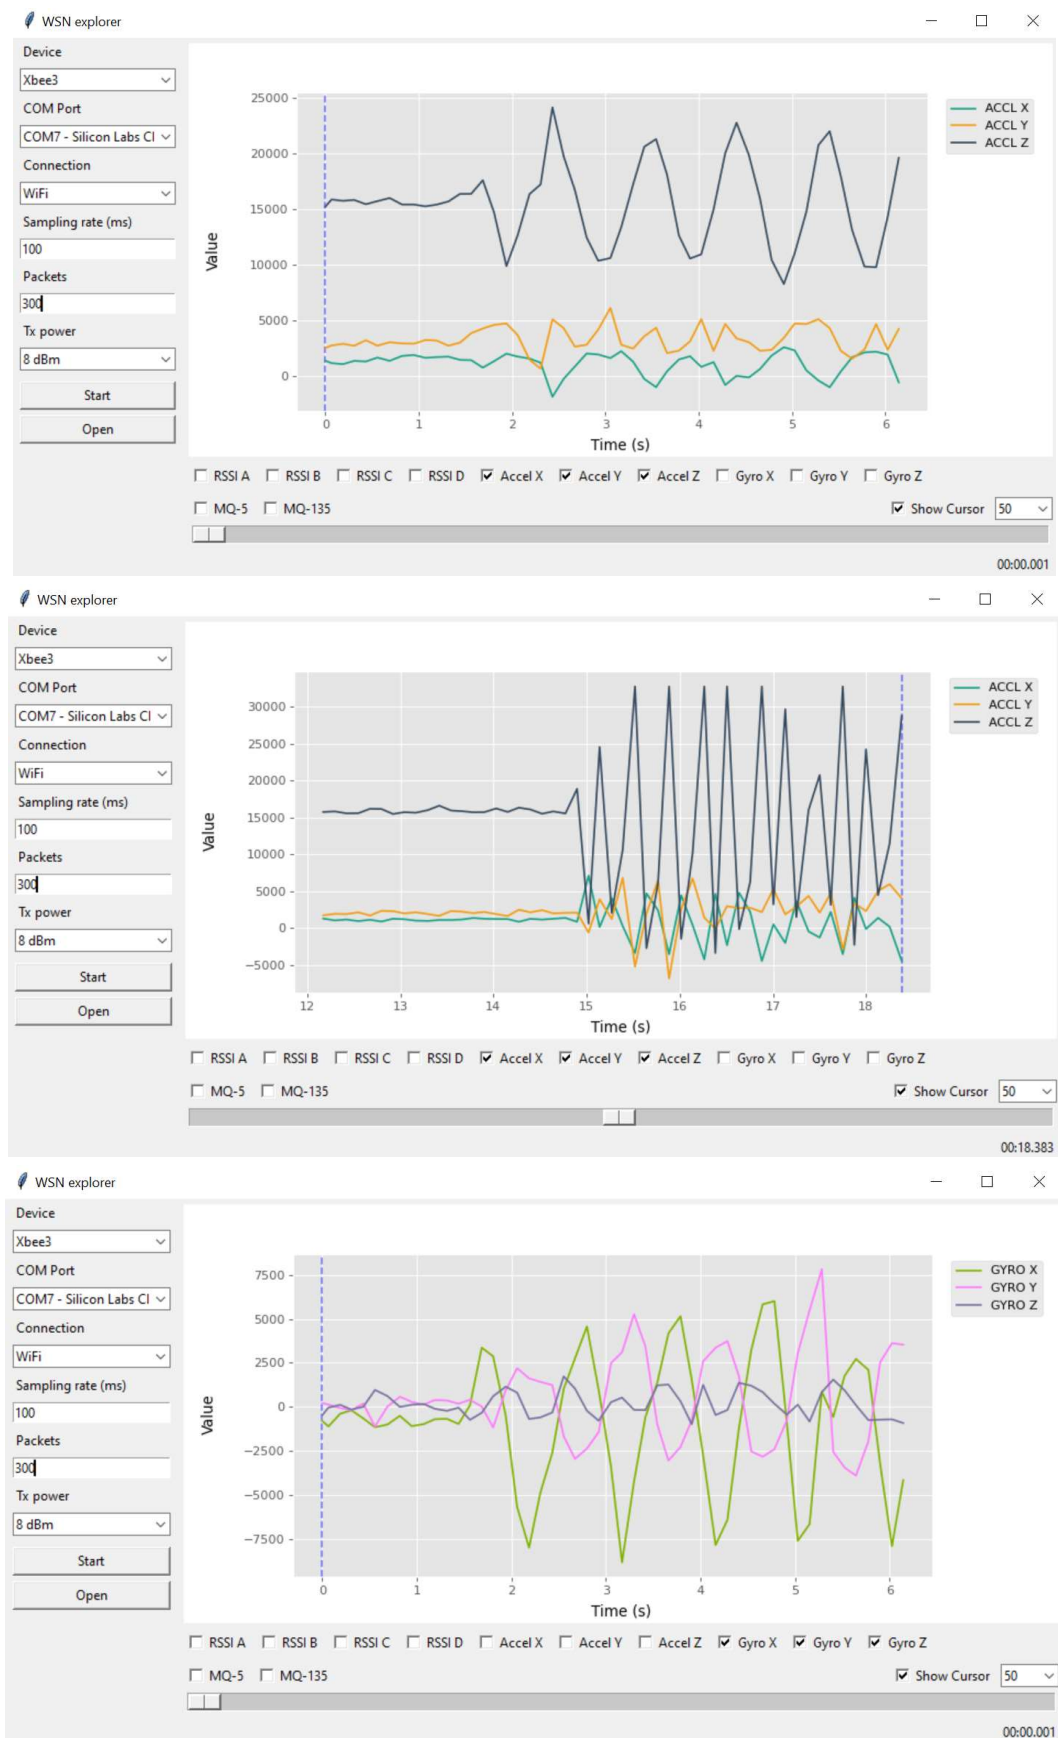 WSN explorer
Device
Xbee3
COM Port
COM7 - Silicon Labs CI
Connection
WiFi
Sampling rate (ms)
100
Packets
300
Tx power
8 dBm
Start
Open
25000
20000
15000
10000
5000
0
Value
0 1 2 3 4 5 6
Time (s)
ACCL X
ACCL Y
ACCL Z
RSSI A RSSI B RSSI C RSSI D Accel X Accel Y Accel Z Gyro X Gyro Y Gyro Z
MQ-5 MQ-135 Show Cursor 50
00:00.001
WSN explorer
Device
Xbee3
COM Port
COM7 - Silicon Labs CI
Connection
WiFi
Sampling rate (ms)
100
Packets
300
Tx power
8 dBm
Start
Open
30000
25000
20000
15000
10000
5000
0
−5000
Value
12 13 14 15 16 17 18
Time (s)
ACCL X
ACCL Y
ACCL Z
RSSI A RSSI B RSSI C RSSI D Accel X Accel Y Accel Z Gyro X Gyro Y Gyro Z
MQ-5 MQ-135 Show Cursor 50
00:18.383
WSN explorer
Device
Xbee3
COM Port
COM7 - Silicon Labs CI
Connection
WiFi
Sampling rate (ms)
100
Packets
300
Tx power
8 dBm
Start
Open
7500
5000
2500
0
−2500
−5000
−7500
Value
0 1 2 3 4 5 6
Time (s)
GYRO X
GYRO Y
GYRO Z
RSSI A RSSI B RSSI C RSSI D Accel X Accel Y Accel Z Gyro X Gyro Y Gyro Z
MQ-5 MQ-135 Show Cursor 50
00:00.001